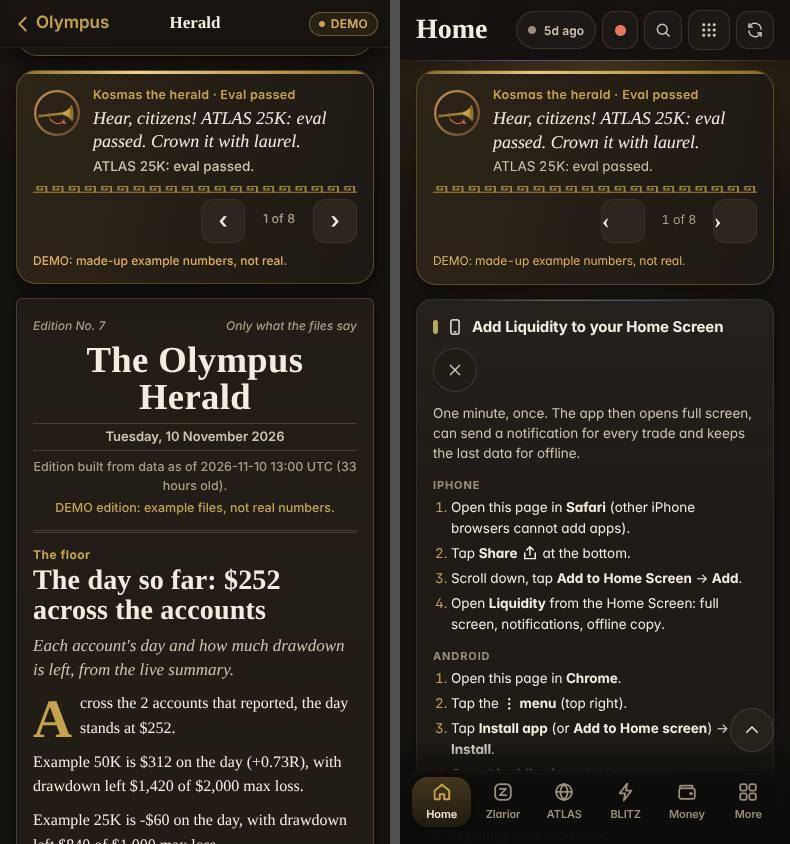 Olympus
Herald
DEMO
Kosmas the herald · Eval passed
Hear, citizens! ATLAS 25K: eval
passed. Crown it with laurel.
ATLAS 25K: eval passed.
‹
1 of 8
›
DEMO: made-up example numbers, not real.
Edition No. 7
Only what the files say
The Olympus
Herald
Tuesday, 10 November 2026
Edition built from data as of 2026-11-10 13:00 UTC (33
hours old).
DEMO edition: example files, not real numbers.
The floor
The day so far: $252
across the accounts
Each account's day and how much drawdown
is left, from the live summary.
Across the 2 accounts that reported, the day
stands at $252.
Example 50K is $312 on the day (+0.73R), with
drawdown left $1,420 of $2,000 max loss.
Example 25K is -$60 on the day, with drawdown
left $840 of $1,000 max loss.
Home
5d ago
Kosmas the herald · Eval passed
Hear, citizens! ATLAS 25K: eval
passed. Crown it with laurel.
ATLAS 25K: eval passed.
‹
1 of 8
›
DEMO: made-up example numbers, not real.
Add Liquidity to your Home Screen
One minute, once. The app then opens full screen,
can send a notification for every trade and keeps
the last data for offline.
IPHONE
1. Open this page in Safari (other iPhone
browsers cannot add apps).
2. Tap Share at the bottom.
3. Scroll down, tap Add to Home Screen → Add.
4. Open Liquidity from the Home Screen: full
screen, notifications, offline copy.
ANDROID
1. Open this page in Chrome.
2. Tap the ⋮ menu (top right).
3. Tap Install app (or Add to Home screen) →
Install.
Home
Zlarior
ATLAS
BLITZ
Money
More